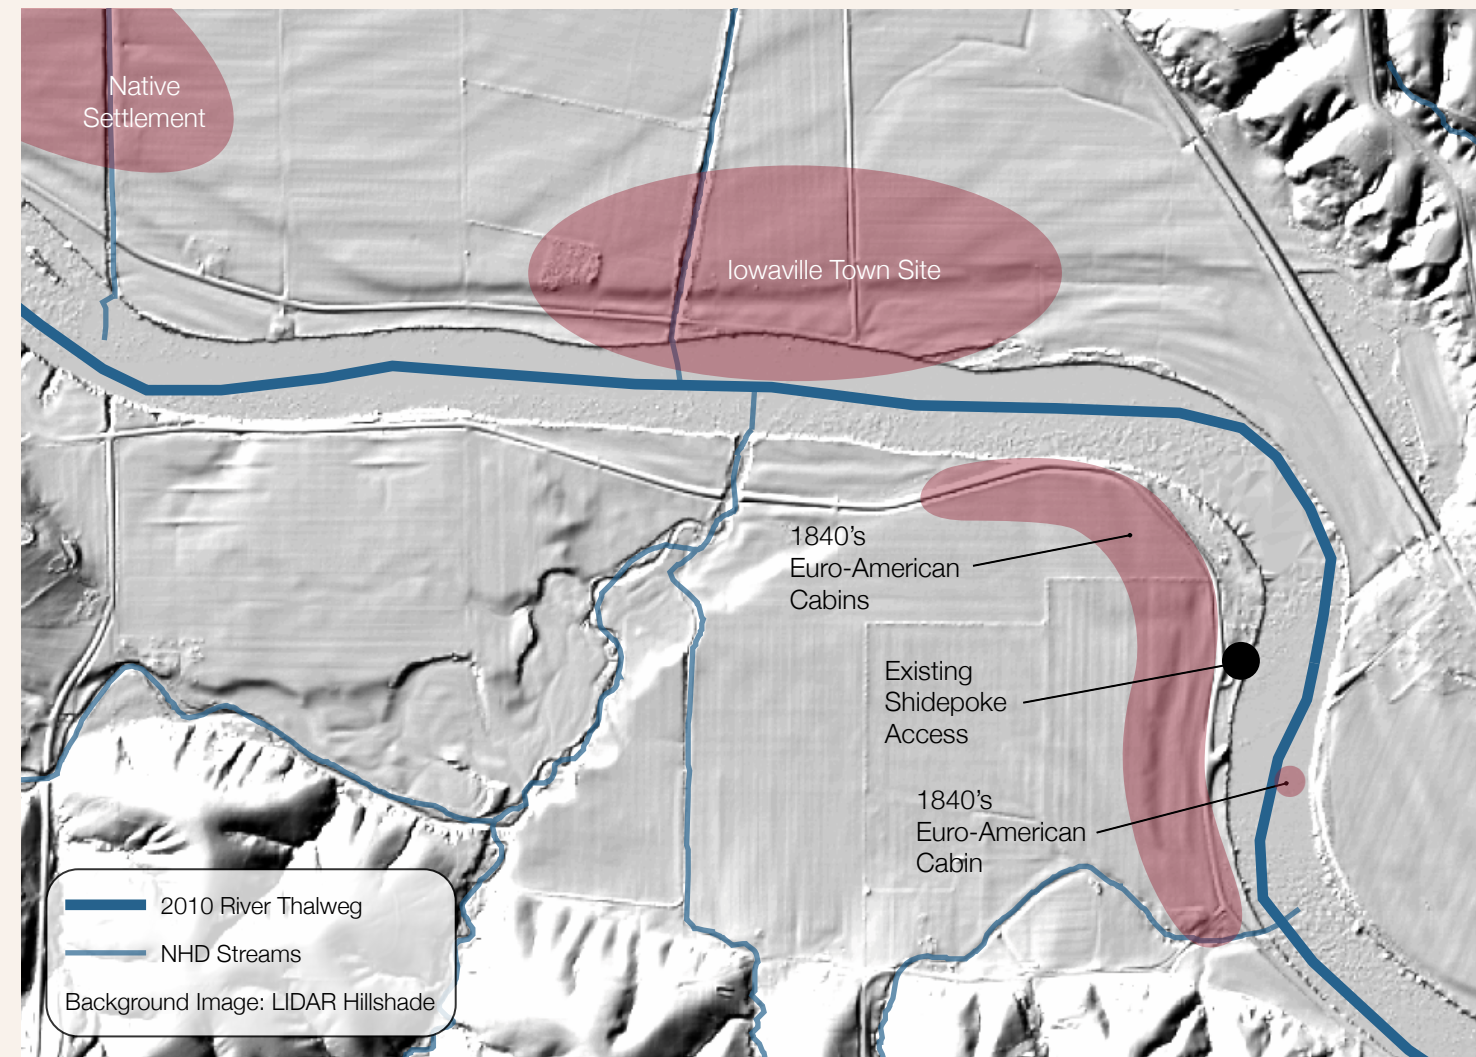 Native
Settlement
Iowaville Town Site
1840’s
Euro-American
Cabins
Existing
Shidepoke
Access
1840’s
Euro-American
Cabin
2010 River Thalweg
NHD Streams
Background Image: LIDAR Hillshade